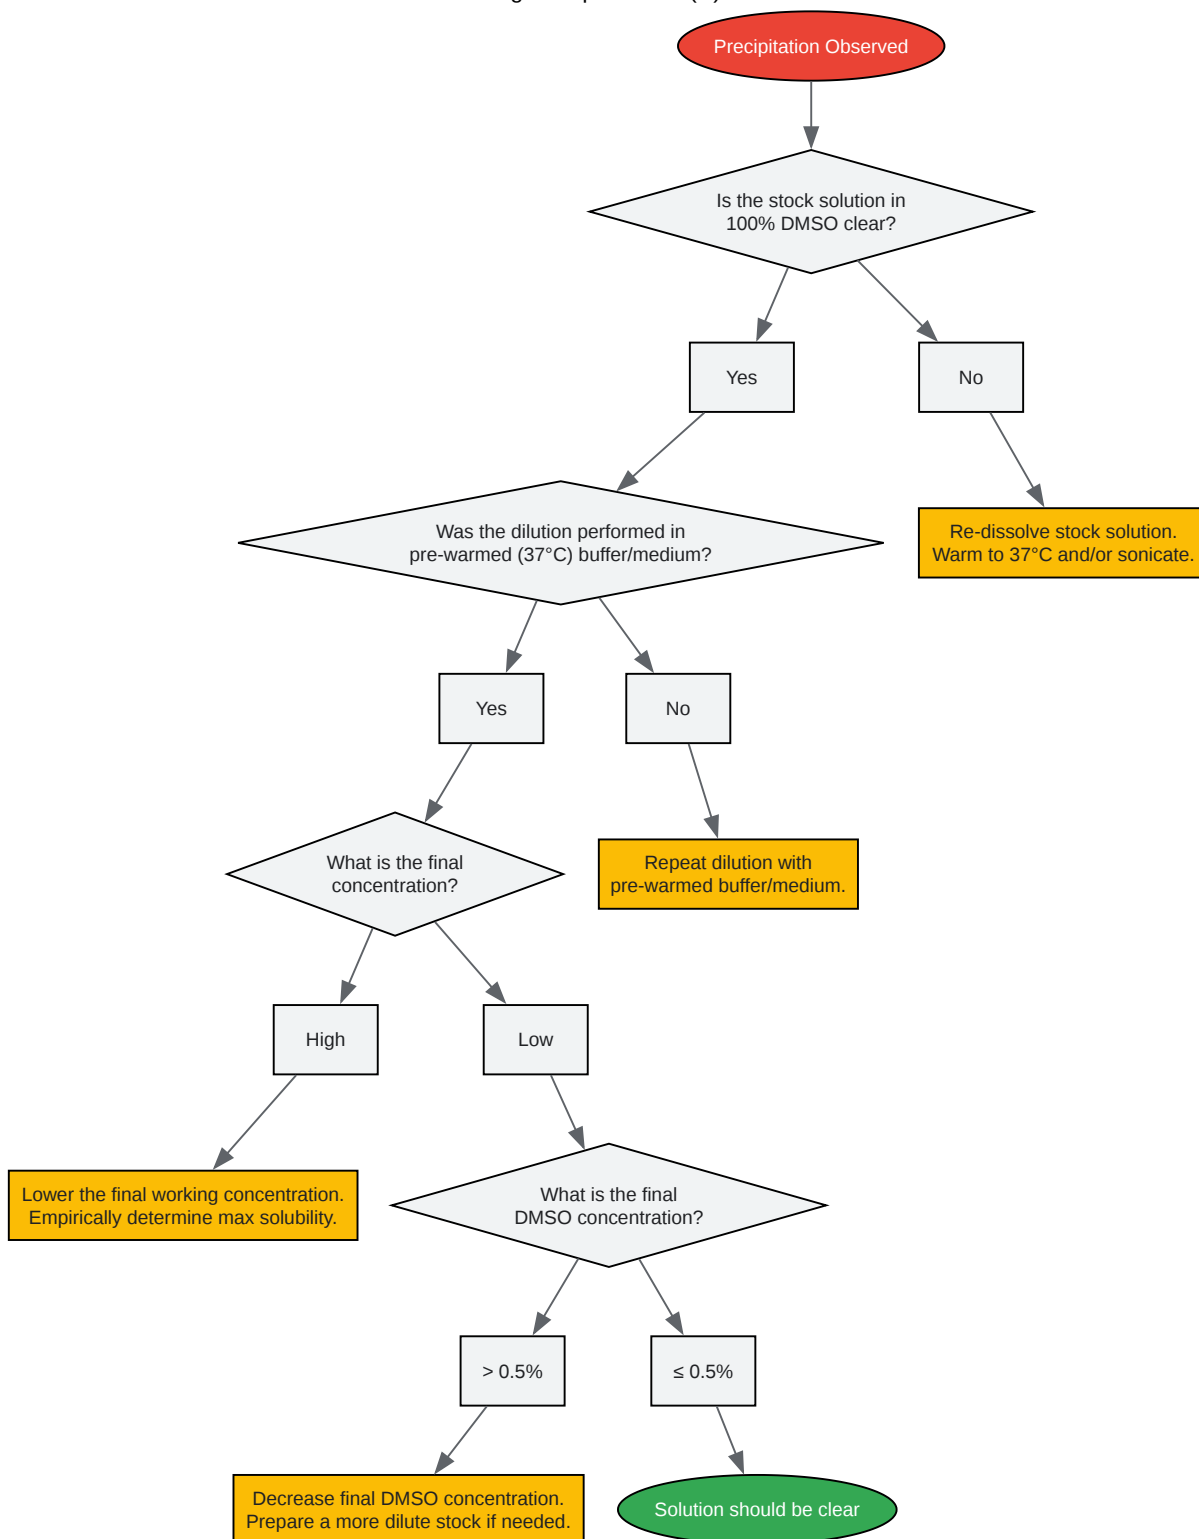 Precipitation Observed
Is the stock solution in
100% DMSO clear?
Yes
No
Was the dilution performed in
pre-warmed (37°C) buffer/medium?
Re-dissolve stock solution.
Warm to 37°C and/or sonicate.
Yes
No
What is the final
concentration?
Repeat dilution with
pre-warmed buffer/medium.
High
Low
Lower the final working concentration.
Empirically determine max solubility.
What is the final
DMSO concentration?
> 0.5%
≤ 0.5%
Decrease final DMSO concentration.
Prepare a more dilute stock if needed.
Solution should be clear